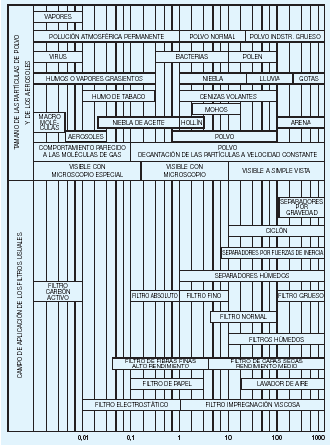 TAMAÑO DE LAS PARTÍCULAS DE POLVO
Y DE LOS AEROSOLES
VAPORES
POLUCIÓN ATMOSFÉRICA PERMANENTE POLVO NORMAL POLVO INDSTR. GRUESO
VIRUS BACTERIAS POLEN
HUMOS O VAPORES GRASIENTOS NIEBLA LLUVIA GOTAS
HUMO DE TABACO CENIZAS VOLANTES
MOHOS
MACRO
MOLÉ-
CULAS
NIEBLA DE ACEITE HOLLÍN ARENA
AEROSOLES POLVO
COMPORTAMIENTO PARECIDO
A LAS MOLÉCULAS DE GAS
POLVO
DECANTACIÓN DE LAS PARTÍCULAS A VELOCIDAD CONSTANTE
VISIBLE CON
MICROSCOPIO ESPECIAL
VISIBLE CON
MICROSCOPIO
VISIBLE A SIMPLE VISTA
CAMPO DE APLICACIÓN DE LOS FILTROS USUALES
SEPARADORES
POR
GRAVEDAD
CICLÓN
SEPARADORES POR FUERZAS DE INERCIA
SEPARADORES HÚMEDOS
FILTRO
CARBÓN
ACTIVO
FILTRO ABSOLUTO FILTRO FINO FILTRO GRUESO
FILTRO NORMAL
FILTROS HÚMEDOS
FILTRO DE FIBRAS FINAS
ALTO RENDIMIENTO
FILTRO DE CAPAS SECAS
RENDIMIENTO MEDIO
FILTRO DE PAPEL LAVADOR DE AIRE
FILTRO ELECTROSTÁTICO FILTRO IMPREGNACIÓN VISCOSA
0,01 0,1 1 10 100 1000